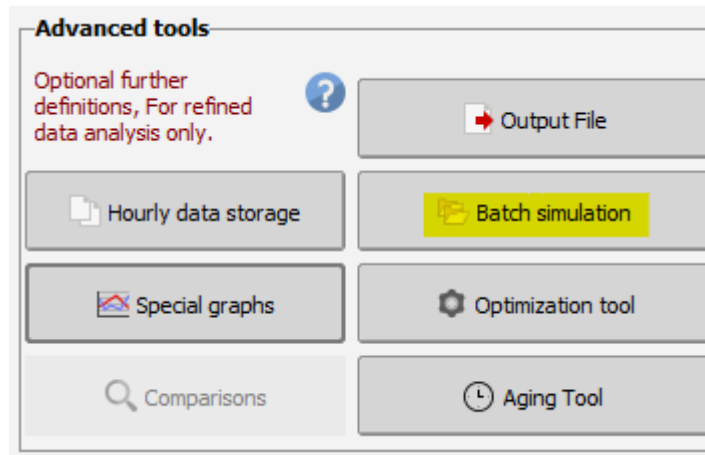 Advanced tools
Optional further
definitions, For refined
data analysis only.
?
Output File
Hourly data storage
Batch simulation
Special graphs
Optimization tool
Comparisons
Aging Tool